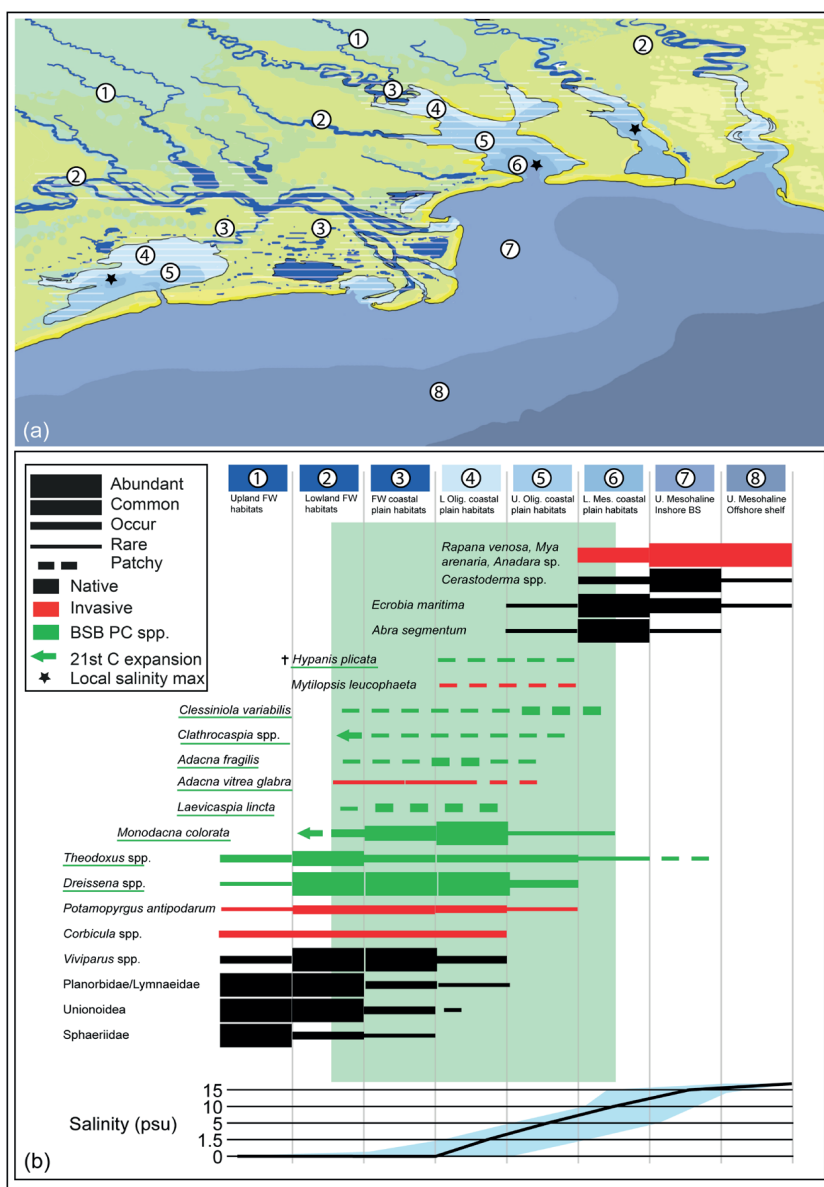 1
1
2
3
4
2
5
6
2
3
3
7
4
5
8
(a)
Abundant
Common
Occur
Rare
Patchy
Native
Invasive
BSB PC spp.
21st C expansion
Local salinity max
1
2
3
4
5
6
7
8
Upland FW
habitats
Lowland FW
habitats
FW coastal
plain habitats
L Olig. coastal
plain habitats
U. Olig. coastal
plain habitats
L. Mes. coastal
plain habitats
U. Mesohaline
Inshore BS
U. Mesohaline
Offshore shelf
Rapana venosa, Mya
arenaria, Anadara sp.
Cerastoderma spp.
Ecrobia maritima
Abra segmentum
† Hypanis plicata
Mytilopsis leucophaeta
Clessiniola variabilis
Clathrocaspia spp.
Adacna fragilis
Adacna vitrea glabra
Laevicaspia lincta
Monodacna colorata
Theodoxus spp.
Dreissena spp.
Potamopyrgus antipodarum
Corbicula spp.
Viviparus spp.
Planorbidae/Lymnaeidae
Unionoidea
Sphaeriidae
Salinity (psu)
15
10
5
1.5
0
(b)